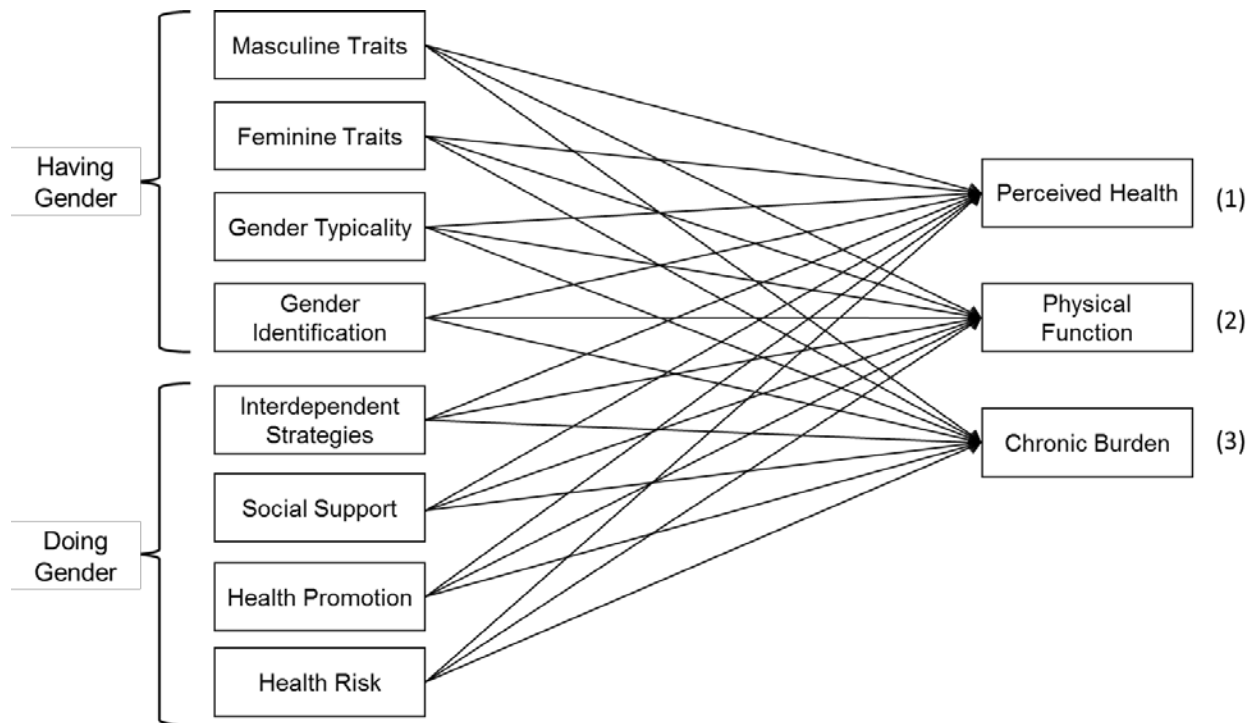 Having
Gender
Masculine Traits
Feminine Traits
Gender Typicality
Gender
Identification
Doing
Gender
Interdependent
Strategies
Social Support
Health Promotion
Health Risk
Perceived Health
(1)
Physical
Function
(2)
Chronic Burden
(3)